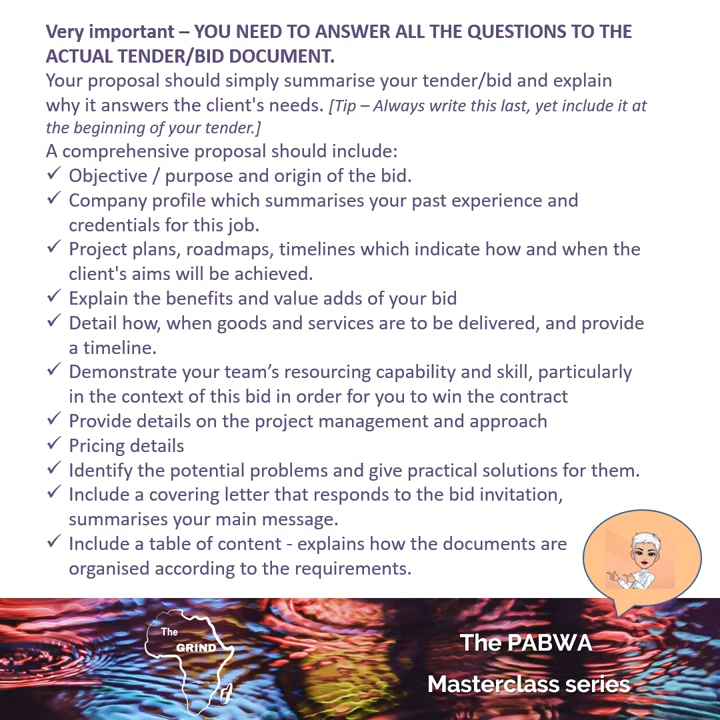 Very important – YOU NEED TO ANSWER ALL THE QUESTIONS TO THE
ACTUAL TENDER/BID DOCUMENT.
Your proposal should simply summarise your tender/bid and explain
why it answers the client's needs. [Tip – Always write this last, yet include it at
the beginning of your tender.]
A comprehensive proposal should include:
✓ Objective / purpose and origin of the bid.
✓ Company profile which summarises your past experience and
credentials for this job.
✓ Project plans, roadmaps, timelines which indicate how and when the
client's aims will be achieved.
✓ Explain the benefits and value adds of your bid
✓ Detail how, when goods and services are to be delivered, and provide
a timeline.
✓ Demonstrate your team’s resourcing capability and skill, particularly
in the context of this bid in order for you to win the contract
✓ Provide details on the project management and approach
✓ Pricing details
✓ Identify the potential problems and give practical solutions for them.
✓ Include a covering letter that responds to the bid invitation,
summarises your main message.
✓ Include a table of content - explains how the documents are
organised according to the requirements.
The
GRIND
The PABWA
Masterclass series